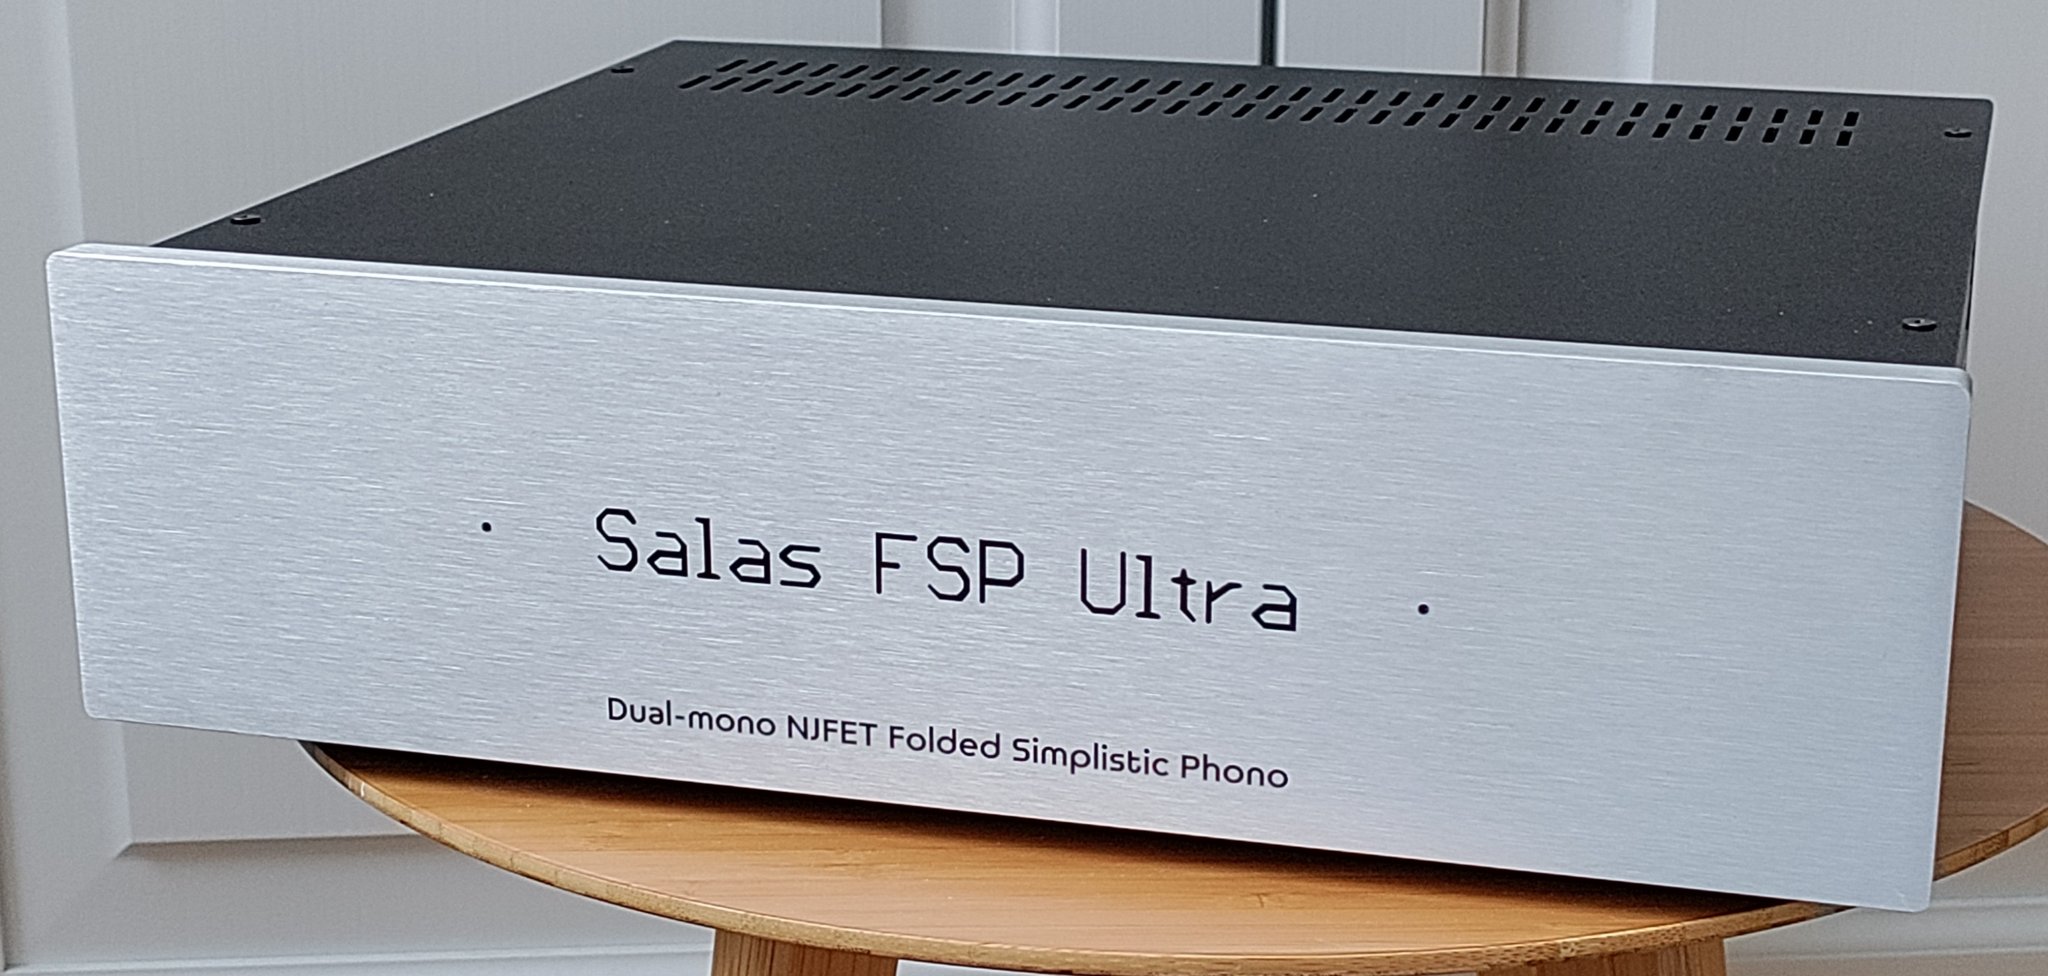 Salas FSP Ultra
Dual-mono NJFET Folded Simplistic Phono